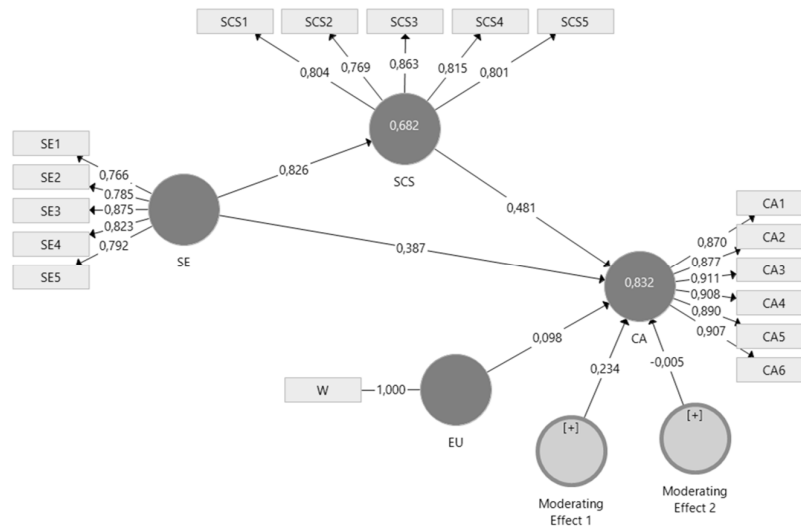 SCS1
SCS2
SCS3
SCS4
SCS5
0,804
0,769
0,863
0,815
0,801
0,682
SCS
SE1
SE2
SE3
SE4
SE5
0,766
0,785
0,875
0,823
0,792
SE
0,826
0,481
0,387
CA1
CA2
CA3
CA4
CA5
CA6
0,870
0,877
0,911
0,908
0,890
0,907
0,832
CA
0,098
0,234
-0,005
W
1,000
EU
[+]
Moderating
Effect 1
[+]
Moderating
Effect 2